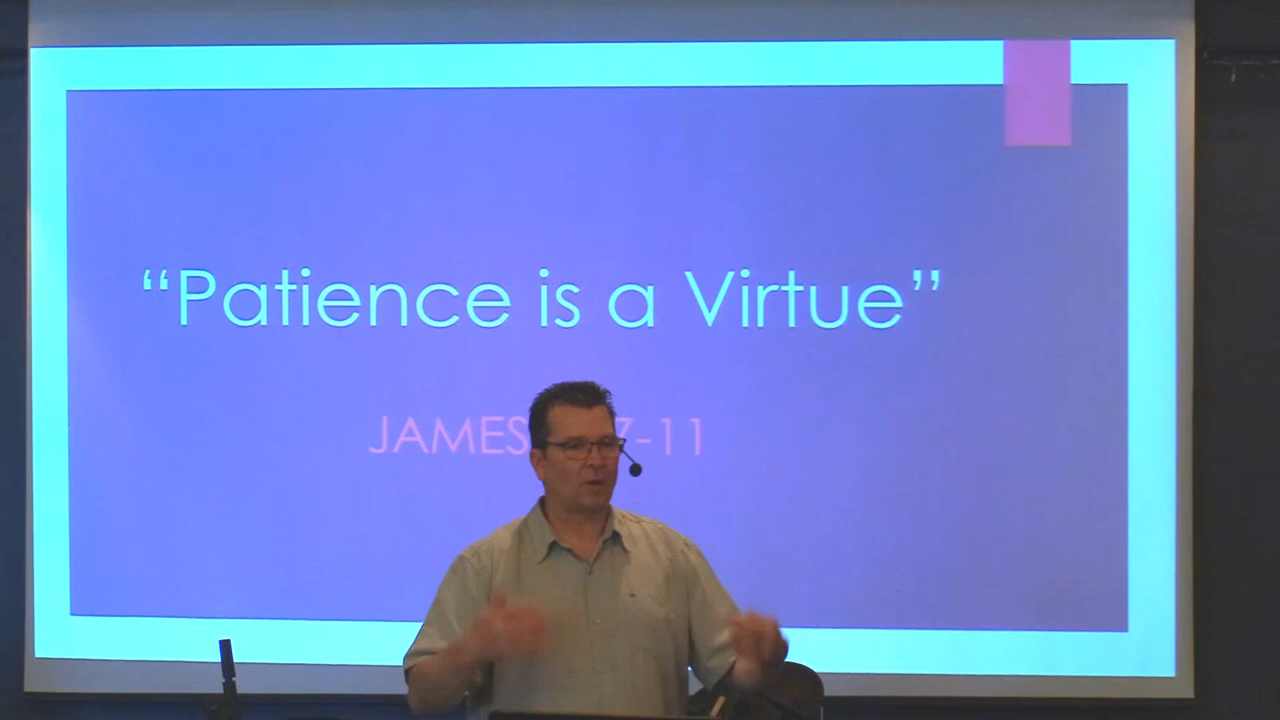 “Patience is a Virtue”
JAMES 7-11